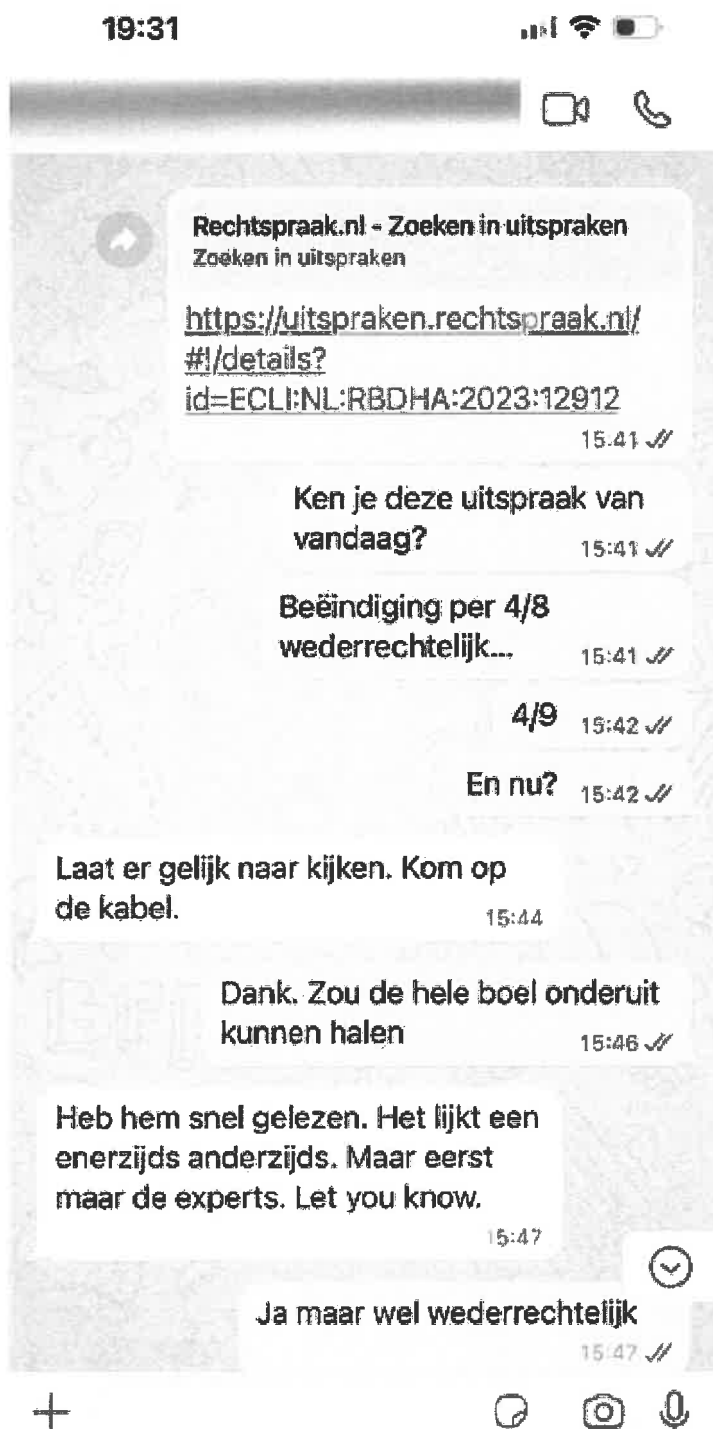 19:31
Rechtspraak.nl - Zoeken in uitspraken
Zoeken in uitspraken
https://uitspraken.rechtspraak.nl/
#!/details?
id=ECLI:NL:RBDHA:2023:12912
15:41
Ken je deze uitspraak van
vandaag?
15:41
Beëindiging per 4/8
wederrechtelijk...
15:41
4/9 15:42
En nu? 15:42
Laat er gelijk naar kijken. Kom op
de kabel.
15:44
Dank. Zou de hele boel onderuit
kunnen halen
15:46
Heb hem snel gelezen. Het lijkt een
enerzijds anderzijds. Maar eerst
maar de experts. Let you know.
15:47
Ja maar wel wederrechtelijk
15:47